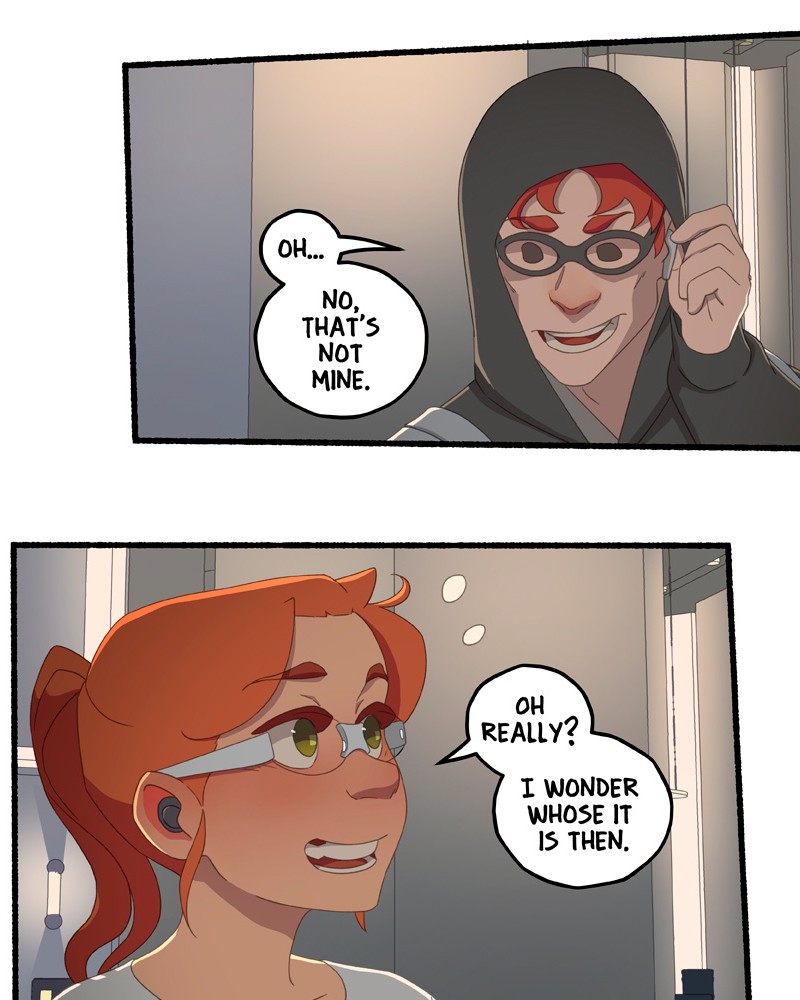 OH...
NO,
THAT'S
NOT
MINE.
OH
REALLY?
I WONDER
WHOSE IT
IS THEN.